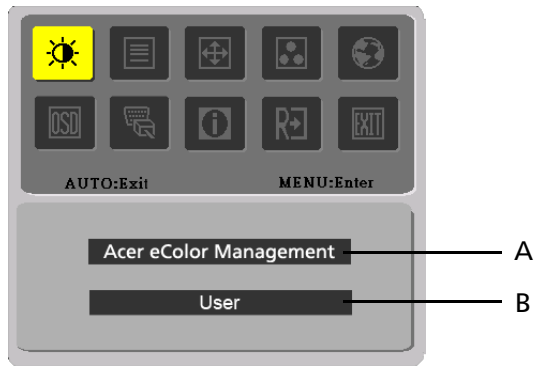 OSD i R EXIT
AUTO:Exit MENU:Enter
Acer eColor Management A
User B